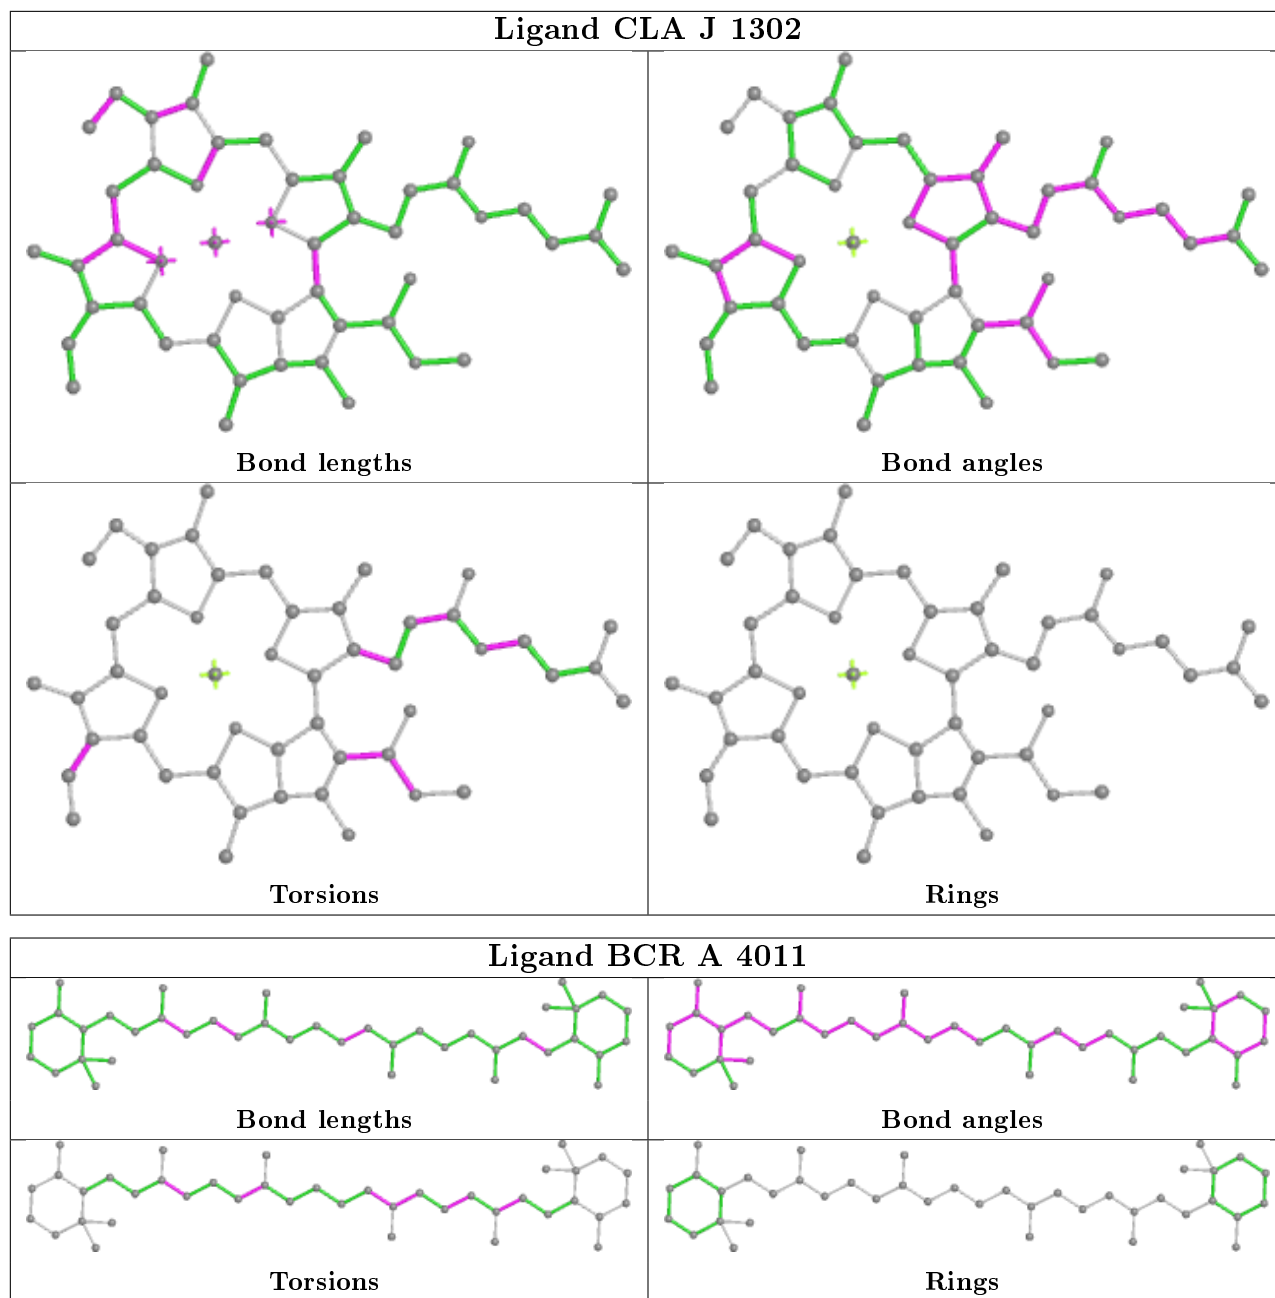 Ligand CLA J 1302
Bond lengths
Bond angles
Torsions
Rings
Ligand BCR A 4011
Bond lengths
Bond angles
Torsions
Rings